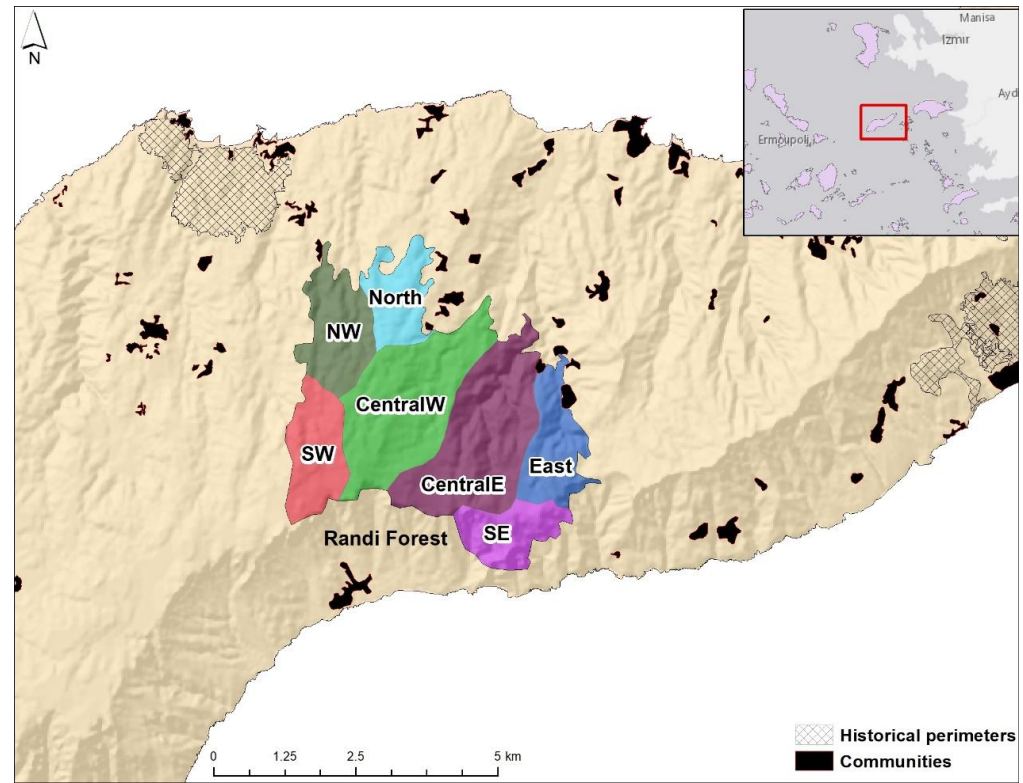 N
Manisa
Izmir
Ayd
Ermoupoli
North
NW
CentralW
SW
CentralE
East
SE
Randi Forest
0 1.25 2.5 5 km
Historical perimeters
Communities